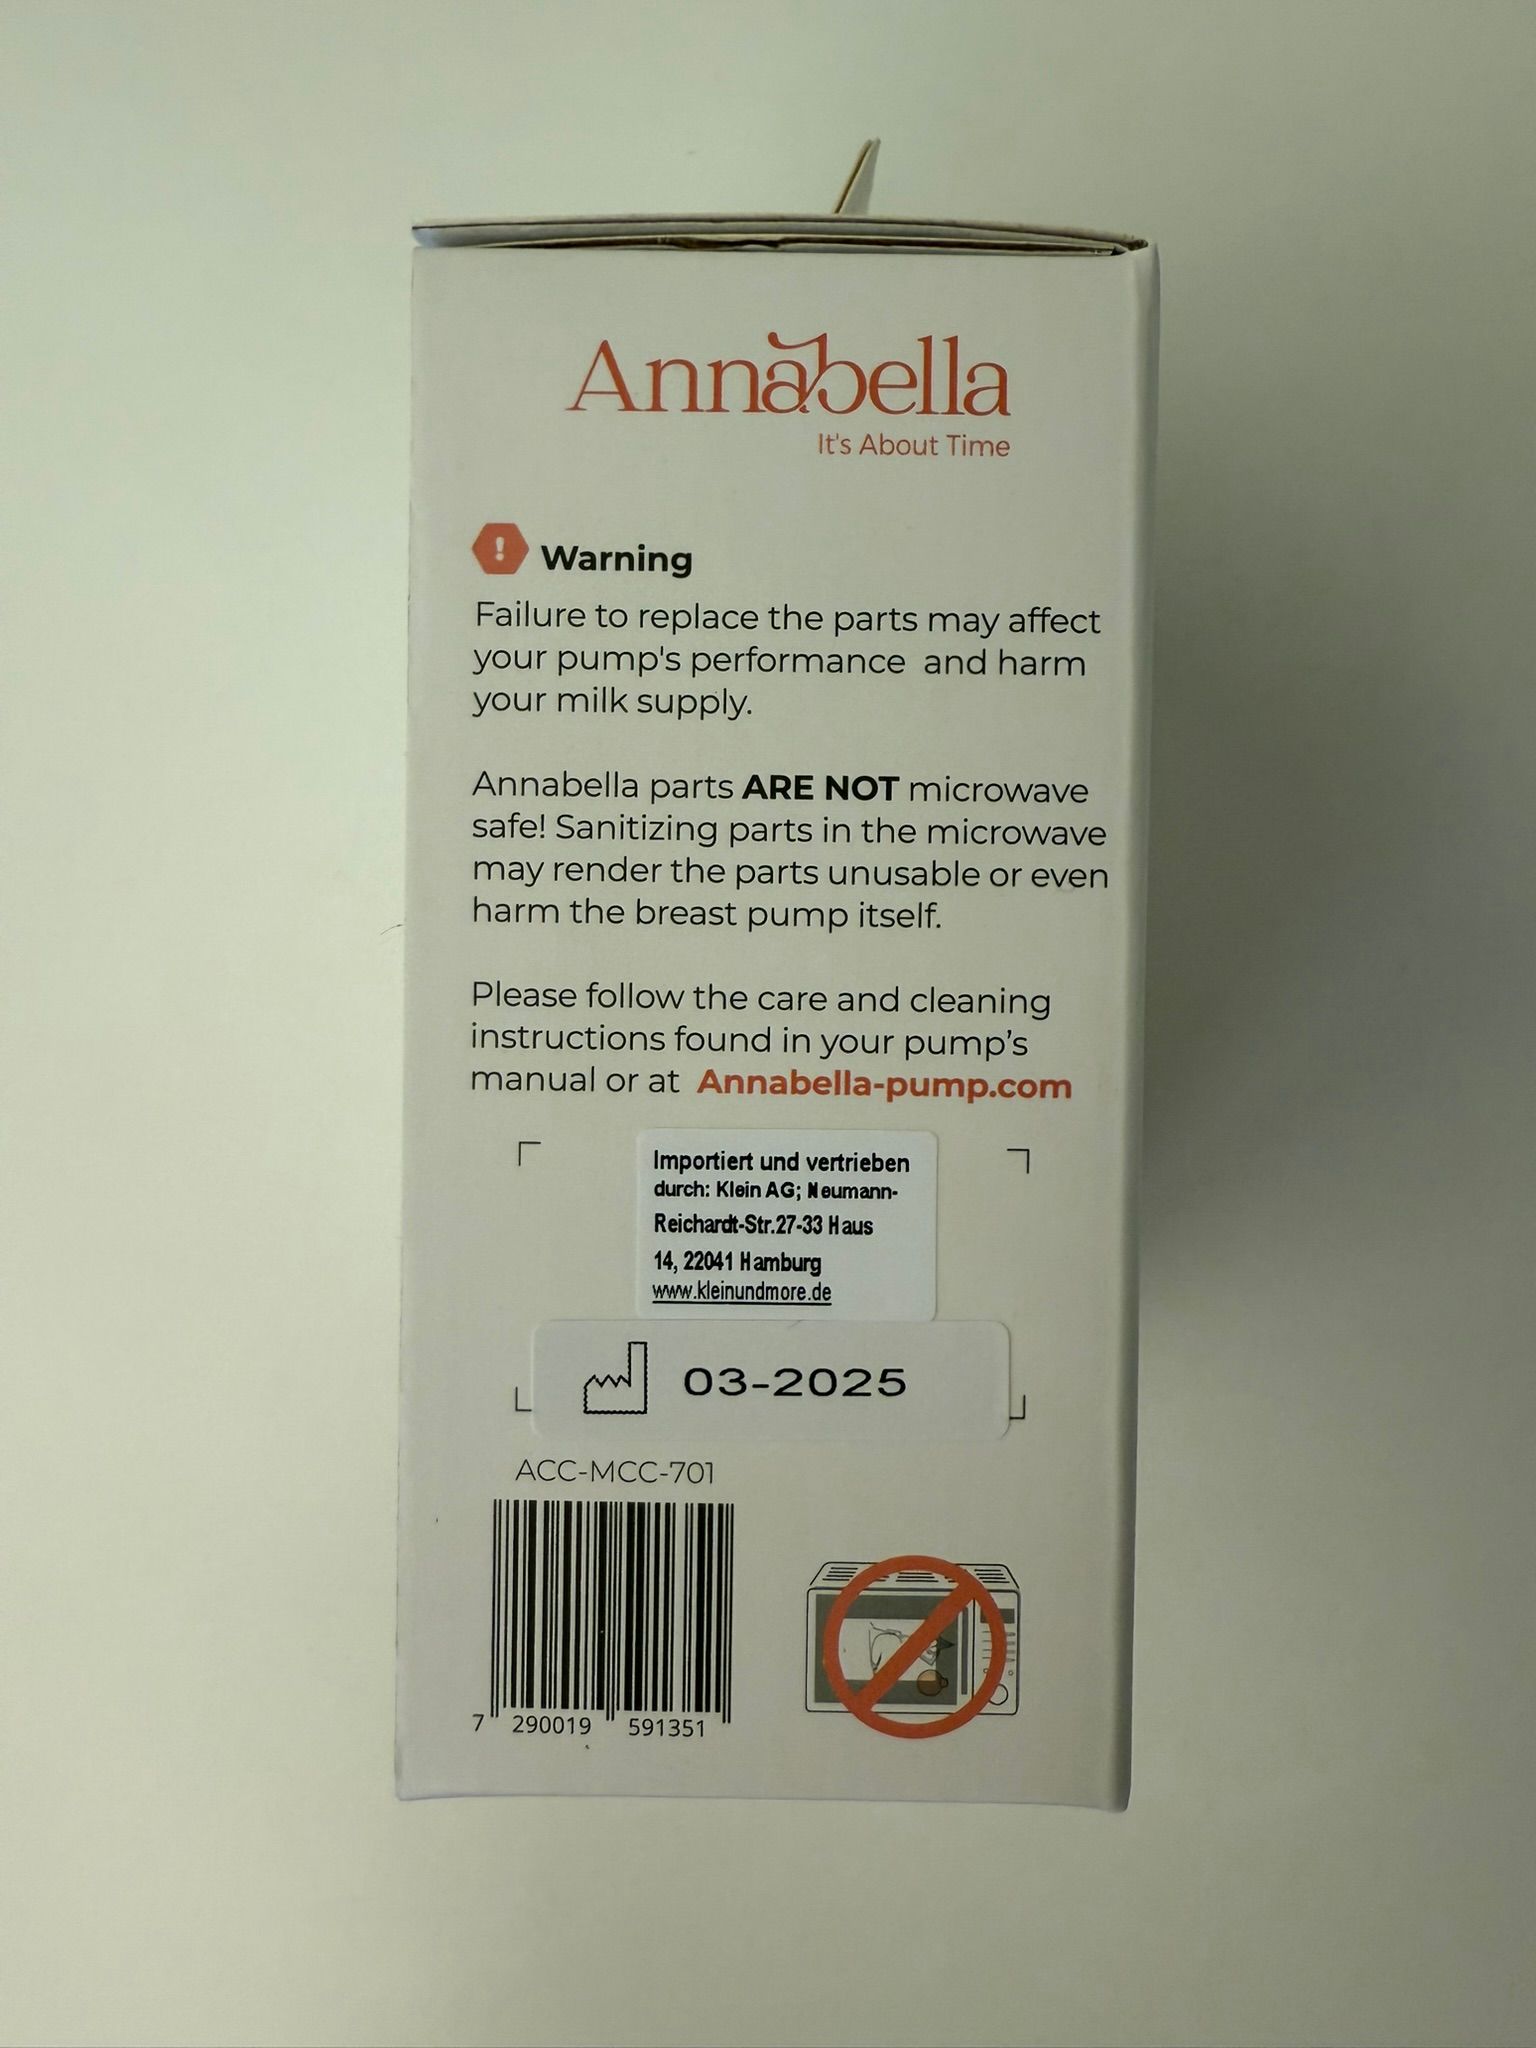 Annabella
It's About Time
! Warning
Failure to replace the parts may affect
your pump's performance and harm
your milk supply.
Annabella parts ARE NOT microwave
safe! Sanitizing parts in the microwave
may render the parts unusable or even
harm the breast pump itself.
Please follow the care and cleaning
instructions found in your pump’s
manual or at Annabella-pump.com
Importiert und vertrieben
durch: Klein AG; Neumann-
Reichardt-Str.27-33 Haus
14, 22041 Hamburg
www.kleinundmore.de
03-2025
ACC-MCC-701
7 290019 591351